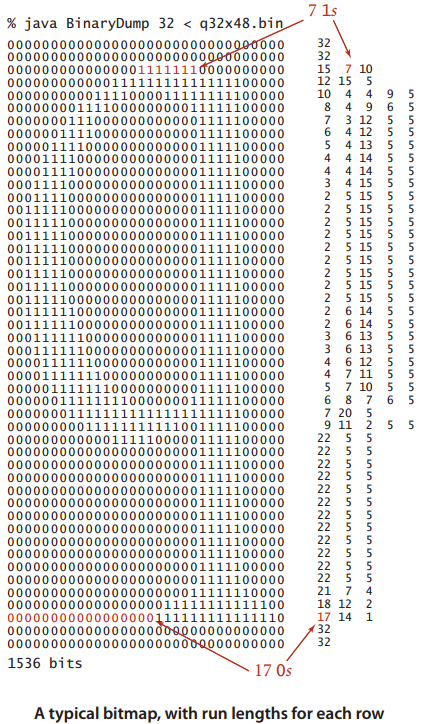 7 1s
% java BinaryDump 32 < q32x48.bin
00000000000000000000000000000000 32
00000000000000000000000000000000 32
00000000000000011111110000000000 15 7 10
00000000000011111111111111100000 12 15 5
00000000001111000011111111100000 10 4 4 9 5
00000000111100000000011111100000 8 4 9 6 5
00000001110000000000001111100000 7 3 12 5 5
00000011110000000000001111100000 6 4 12 5 5
00000111100000000000001111100000 5 4 13 5 5
00001111000000000000001111100000 4 4 14 5 5
00001111000000000000001111100000 4 4 14 5 5
00011110000000000000001111100000 3 4 15 5 5
00111110000000000000001111100000 2 5 15 5 5
00111110000000000000001111100000 2 5 15 5 5
00111110000000000000001111100000 2 5 15 5 5
00111110000000000000001111100000 2 5 15 5 5
00111110000000000000001111100000 2 5 15 5 5
00111110000000000000001111100000 2 5 15 5 5
00111110000000000000001111100000 2 5 15 5 5
00111110000000000000001111100000 2 5 15 5 5
00111110000000000000001111100000 2 5 15 5 5
00111111000000000000001111100000 2 6 14 5 5
00111111000000000000001111100000 2 6 14 5 5
00011111100000000000001111100000 3 6 13 5 5
00011111100000000000001111100000 3 6 13 5 5
00001111110000000000001111100000 4 6 12 5 5
00001111111000000000001111100000 4 7 11 5 5
00000111111100000000001111100000 5 7 10 5 5
00000011111111000000011111100000 6 8 7 6 5
00000001111111111111111111100000 7 20 5
00000000011111111111001111100000 9 11 2 5 5
00000000000000000000001111100000 22 5 5
00000000000000000000001111100000 22 5 5
00000000000000000000001111100000 22 5 5
00000000000000000000001111100000 22 5 5
00000000000000000000001111100000 22 5 5
00000000000000000000001111100000 22 5 5
00000000000000000000001111100000 22 5 5
00000000000000000000001111100000 22 5 5
00000000000000000000001111100000 22 5 5
00000000000000000000001111100000 22 5 5
00000000000000000000001111100000 22 5 5
00000000000000000000001111100000 22 5 5
00000000000000000000011111110000 21 7 4
00000000000000000011111111111100 18 12 2
00000000000000000111111111111110 17 14 1
00000000000000000000000000000000 32
00000000000000000000000000000000 32
1536 bits
17 0s
A typical bitmap, with run lengths for each row